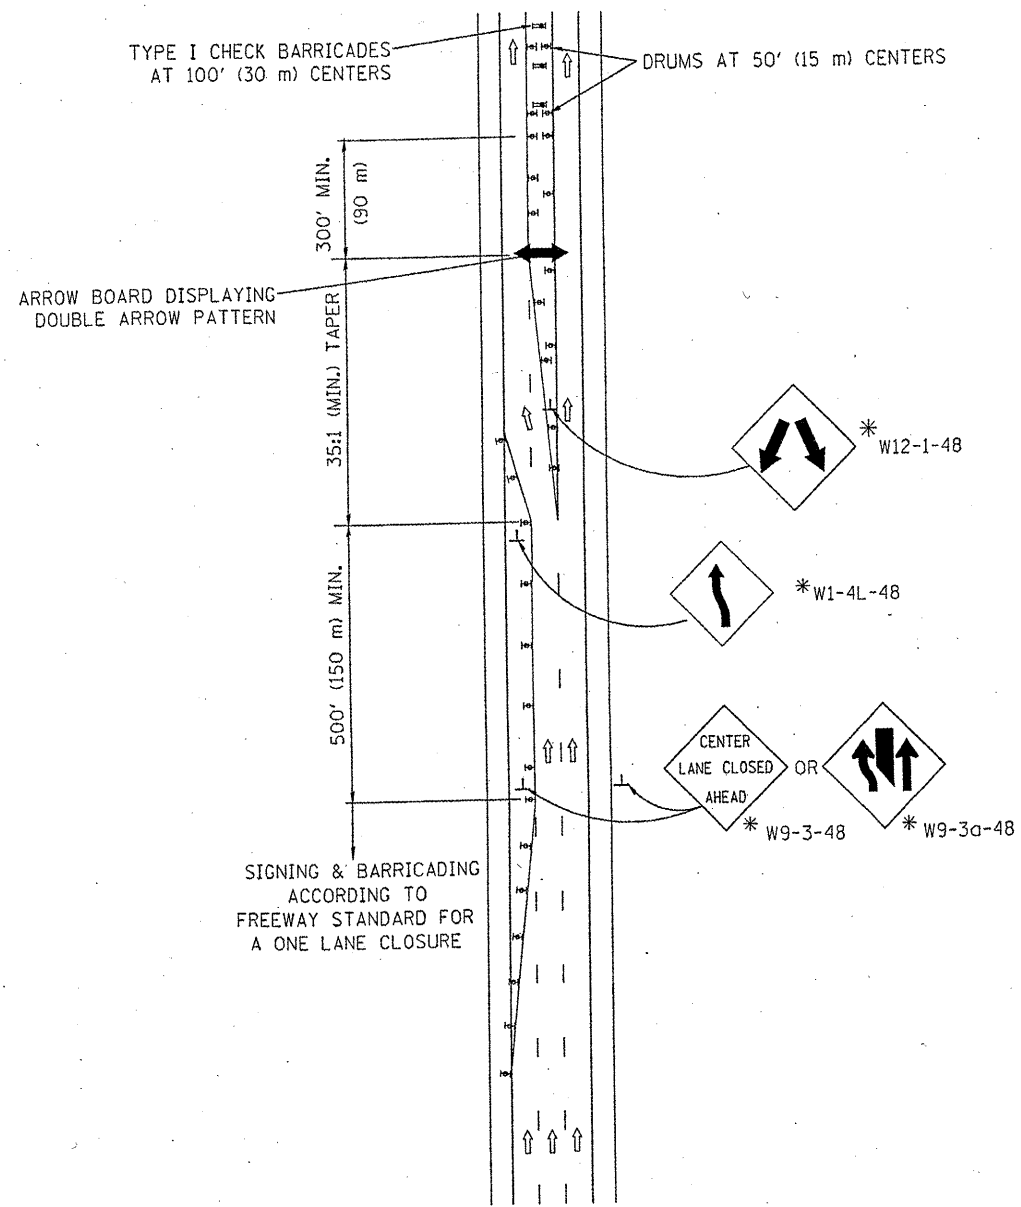 TYPE I CHECK BARRICADES
AT 100' (30 m) CENTERS
DRUMS AT 50' (15 m) CENTERS
300' MIN.
(90 m)
ARROW BOARD DISPLAYING
DOUBLE ARROW PATTERN
35:1 (MIN.) TAPER
* W12-1-48
* W1-4L-48
500' (150 m) MIN.
CENTER
LANE CLOSED
AHEAD
OR
* W9-3-48
* W9-3a-48
SIGNING & BARRICADING
ACCORDING TO
FREEWAY STANDARD FOR
A ONE LANE CLOSURE